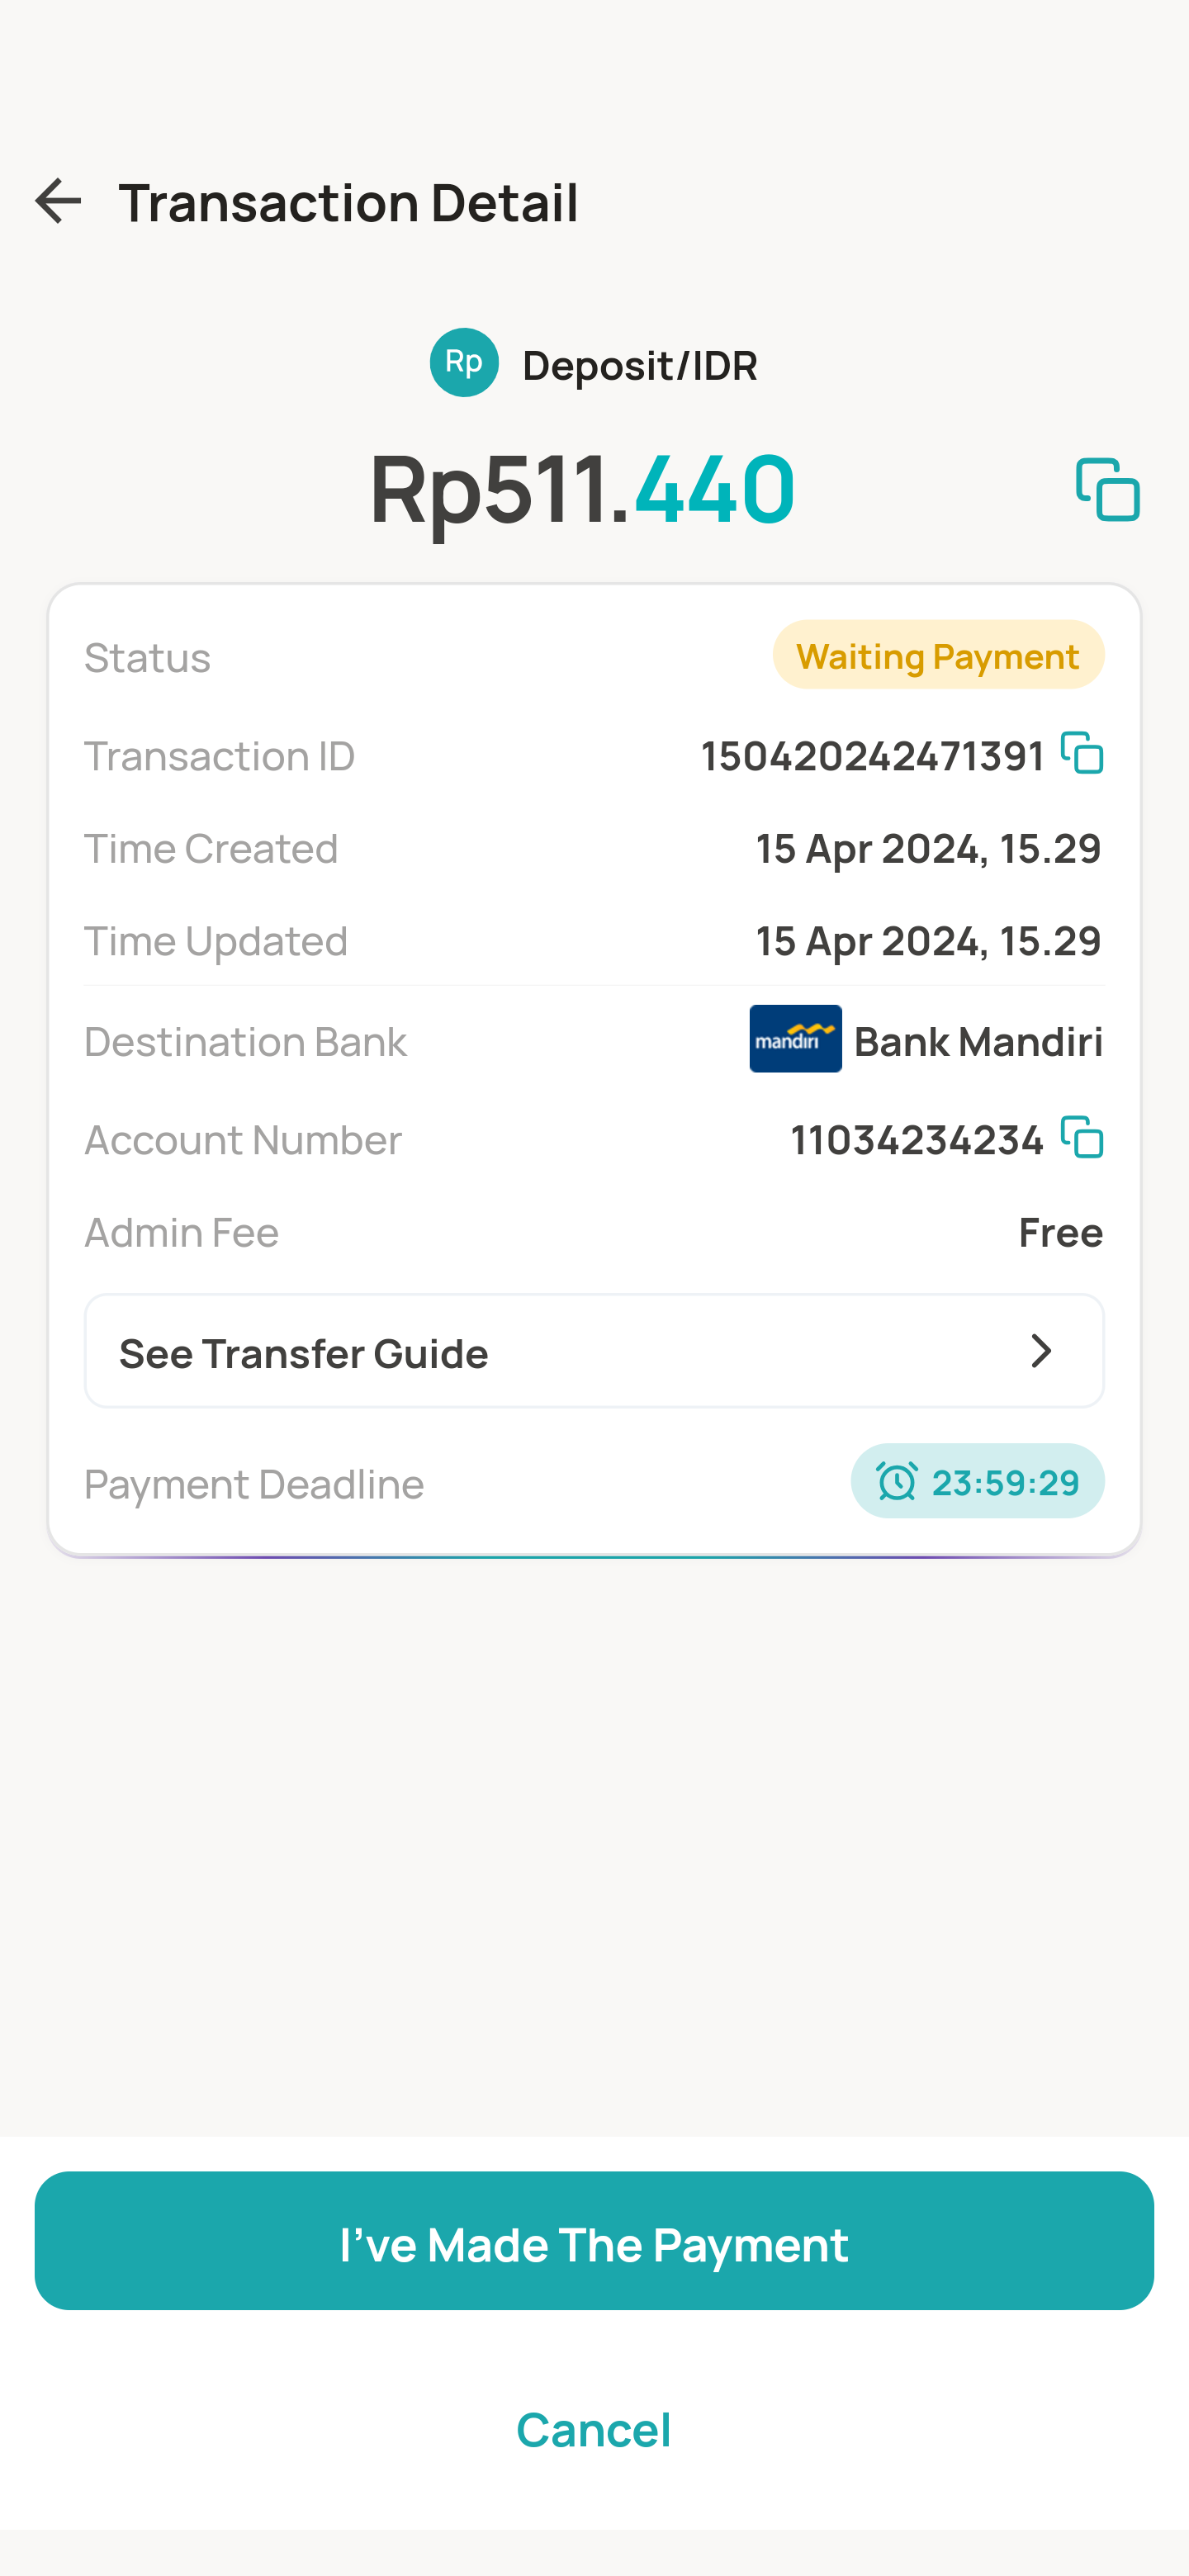 Transaction Detail
Rp Deposit/IDR
Rp511.440
Status Waiting Payment
Transaction ID 150420242471391
Time Created 15 Apr 2024, 15.29
Time Updated 15 Apr 2024, 15.29
Destination Bank mandiri Bank Mandiri
Account Number 11034234234
Admin Fee Free
See Transfer Guide
Payment Deadline 23:59:29
I’ve Made The Payment
Cancel